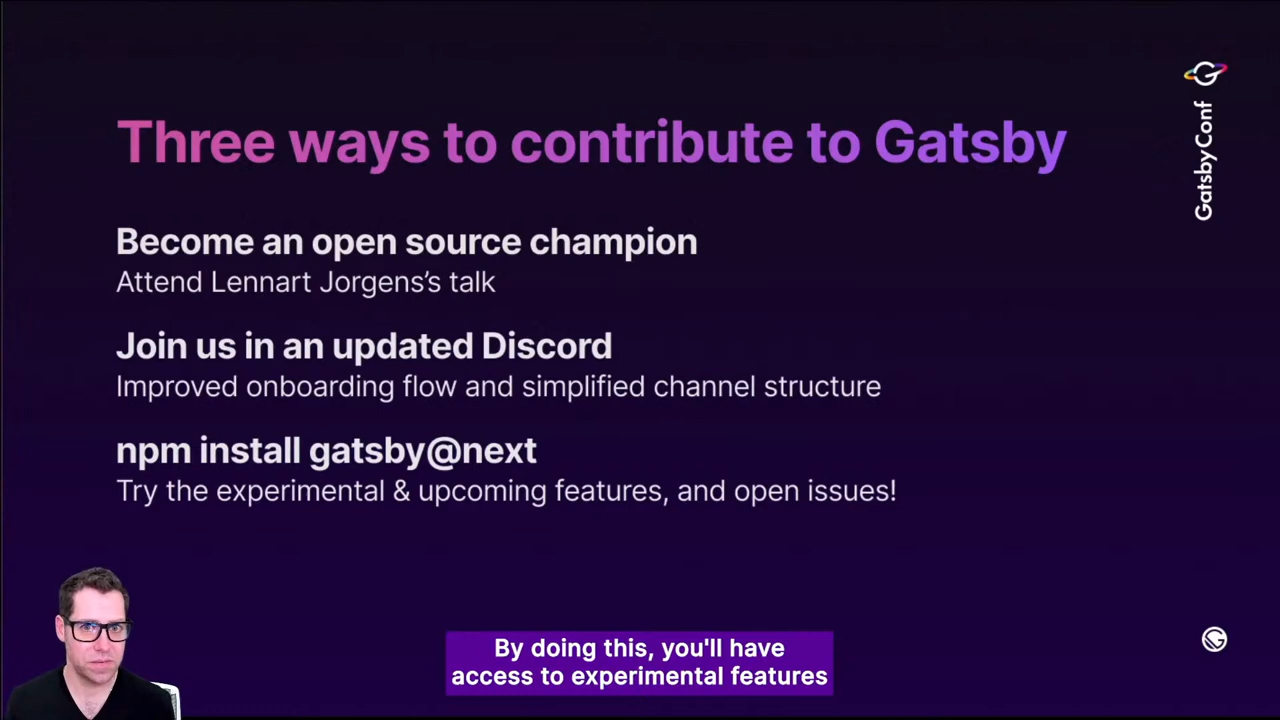 Three ways to contribute to Gatsby
GatsbyConf
Become an open source champion
Attend Lennart Jorgens’s talk
Join us in an updated Discord
Improved onboarding flow and simplified channel structure
npm install gatsby@next
Try the experimental & upcoming features, and open issues!
By doing this, you'll have
access to experimental features